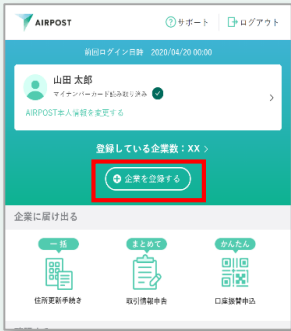 AIRPOST
サポート ログアウト
前回ログイン日時 2020/04/20 00:00
山田 太郎
マイナンバーカード読み取り済み
AIRPOST本人情報を変更する
登録している企業数：XX
企業を登録する
企業に届け出る
一括 まとめて かんたん
住所更新手続き 取引情報申告 口座振替申込